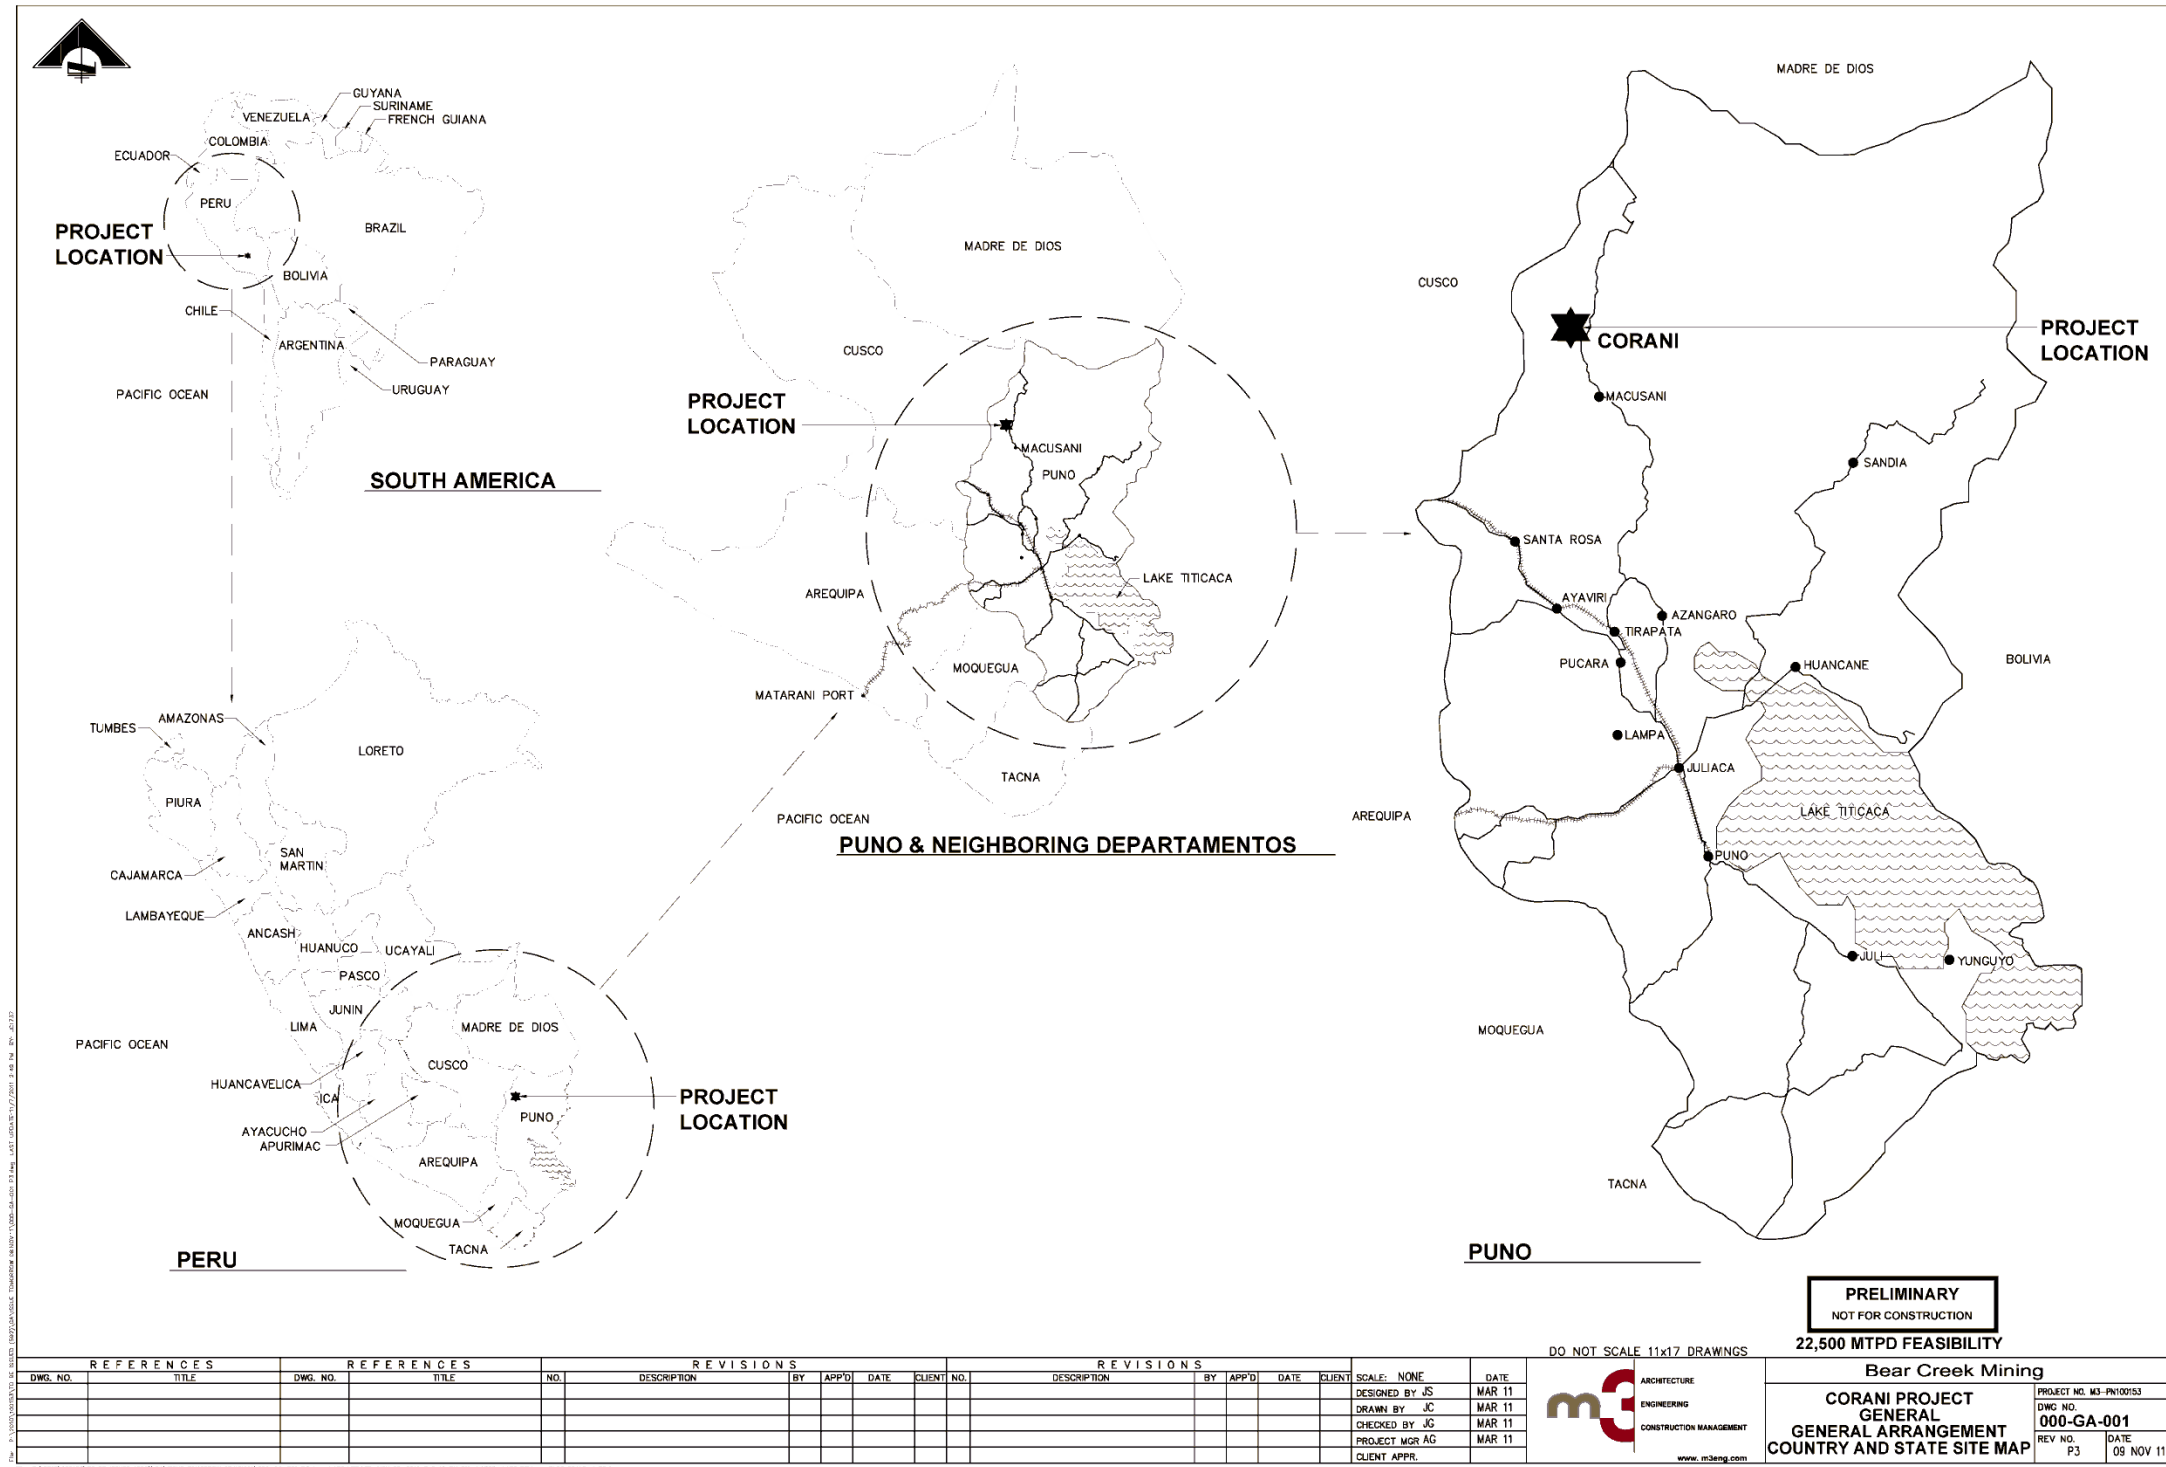 GUYANA
SURINAME
FRENCH GUIANA
VENEZUELA
COLOMBIA
ECUADOR
PERU
BRAZIL
PROJECT
LOCATION
BOLIVIA
CHILE
ARGENTINA
PARAGUAY
URUGUAY
PACIFIC OCEAN
SOUTH AMERICA
TUMBES
AMAZONAS
LORETO
PIURA
SAN
MARTIN
CAJAMARCA
LAMBAYEQUE
ANCASH
HUANUCO
UCAYALI
PASCO
JUNIN
LIMA
MADRE DE DIOS
PACIFIC OCEAN
CUSCO
HUANCAVELICA
ICA
PROJECT
LOCATION
PUNO
AYACUCHO
APURIMAC
AREQUIPA
MOQUEGUA
TACNA
PERU
MADRE DE DIOS
CUSCO
PROJECT
LOCATION
MACUSANI
PUNO
LAKE TITICACA
AREQUIPA
MOQUEGUA
MATARANI PORT
TACNA
PACIFIC OCEAN
PUNO & NEIGHBORING DEPARTAMENTOS
MADRE DE DIOS
CUSCO
CORANI
PROJECT
LOCATION
MACUSANI
SANDIA
SANTA ROSA
AYAVIRI
AZANGARO
TIRAPATA
PUCARA
HUANCANE
BOLIVIA
LAMPA
JULIACA
LAKE TITICACA
AREQUIPA
PUNO
JULI
YUNGUYO
MOQUEGUA
TACNA
PUNO
PRELIMINARY
NOT FOR CONSTRUCTION
22,500 MTPD FEASIBILITY
DO NOT SCALE 11x17 DRAWINGS
REFERENCES REFERENCES REVISIONS REVISIONS
DWG. NO. TITLE DWG. NO. TITLE NO. DESCRIPTION BY APP'D DATE CLIENT NO. DESCRIPTION BY APP'D DATE CLIENT
SCALE: NONE DATE
DESIGNED BY JS MAR 11
DRAWN BY JC MAR 11
CHECKED BY JG MAR 11
PROJECT MGR AG MAR 11
CLIENT APPR.
m3
ARCHITECTURE
ENGINEERING
CONSTRUCTION MANAGEMENT
www. m3eng.com
Bear Creek Mining
CORANI PROJECT
GENERAL
GENERAL ARRANGEMENT
COUNTRY AND STATE SITE MAP
PROJECT NO. M3-PN100153
DWG NO.
000-GA-001
REV NO. DATE
P3 09 NOV 11